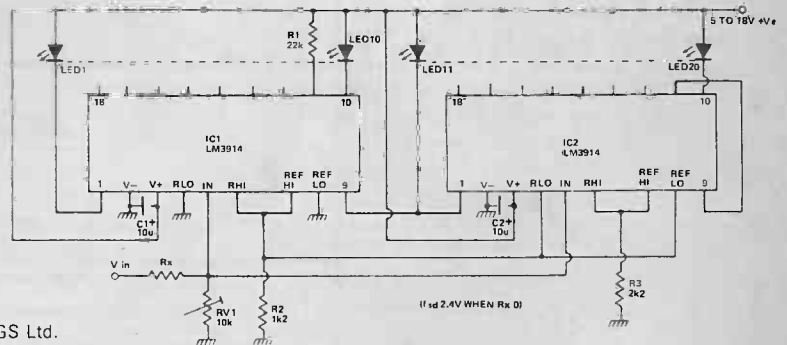 5 TO 18V +Ve
R1
22k
LED1
LEO10
LED11
LED20
18
10
18
10
IC1
LM3914
IC2
LM3914
1
V−
V+
RLO
IN
RHI
REF
HI
REF
LO
9
1
V−
V+
RLO
IN
RHI
REF
HI
REF
LO
9
C1
+
10u
C2
+
10u
V in
Rx
RV1
10k
R2
1k2
(fsd 2.4V WHEN Rx 0)
R3
2k2
GS Ltd.